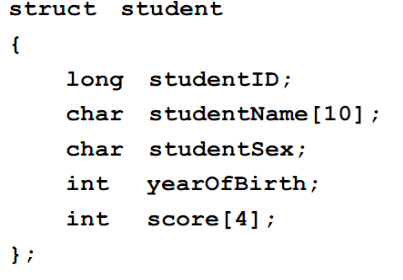 struct student
{
long studentID;
char studentName[10];
char studentSex;
int yearOfBirth;
int score[4];
};